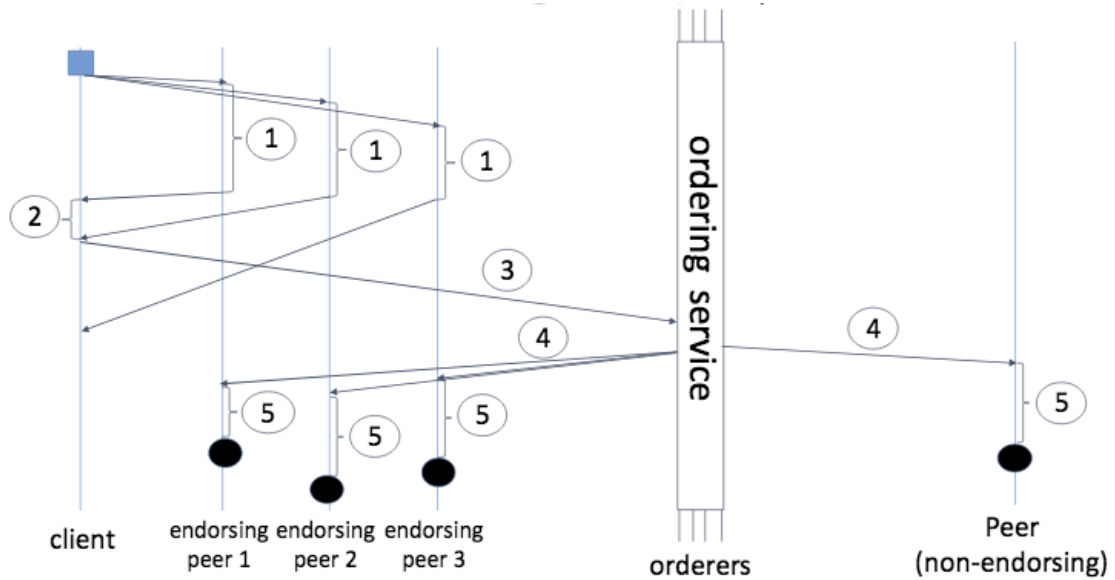 1
1
1
2
3
4
4
5
5
5
5
ordering service
client
endorsing
peer 1
endorsing
peer 2
endorsing
peer 3
orderers
Peer
(non-endorsing)